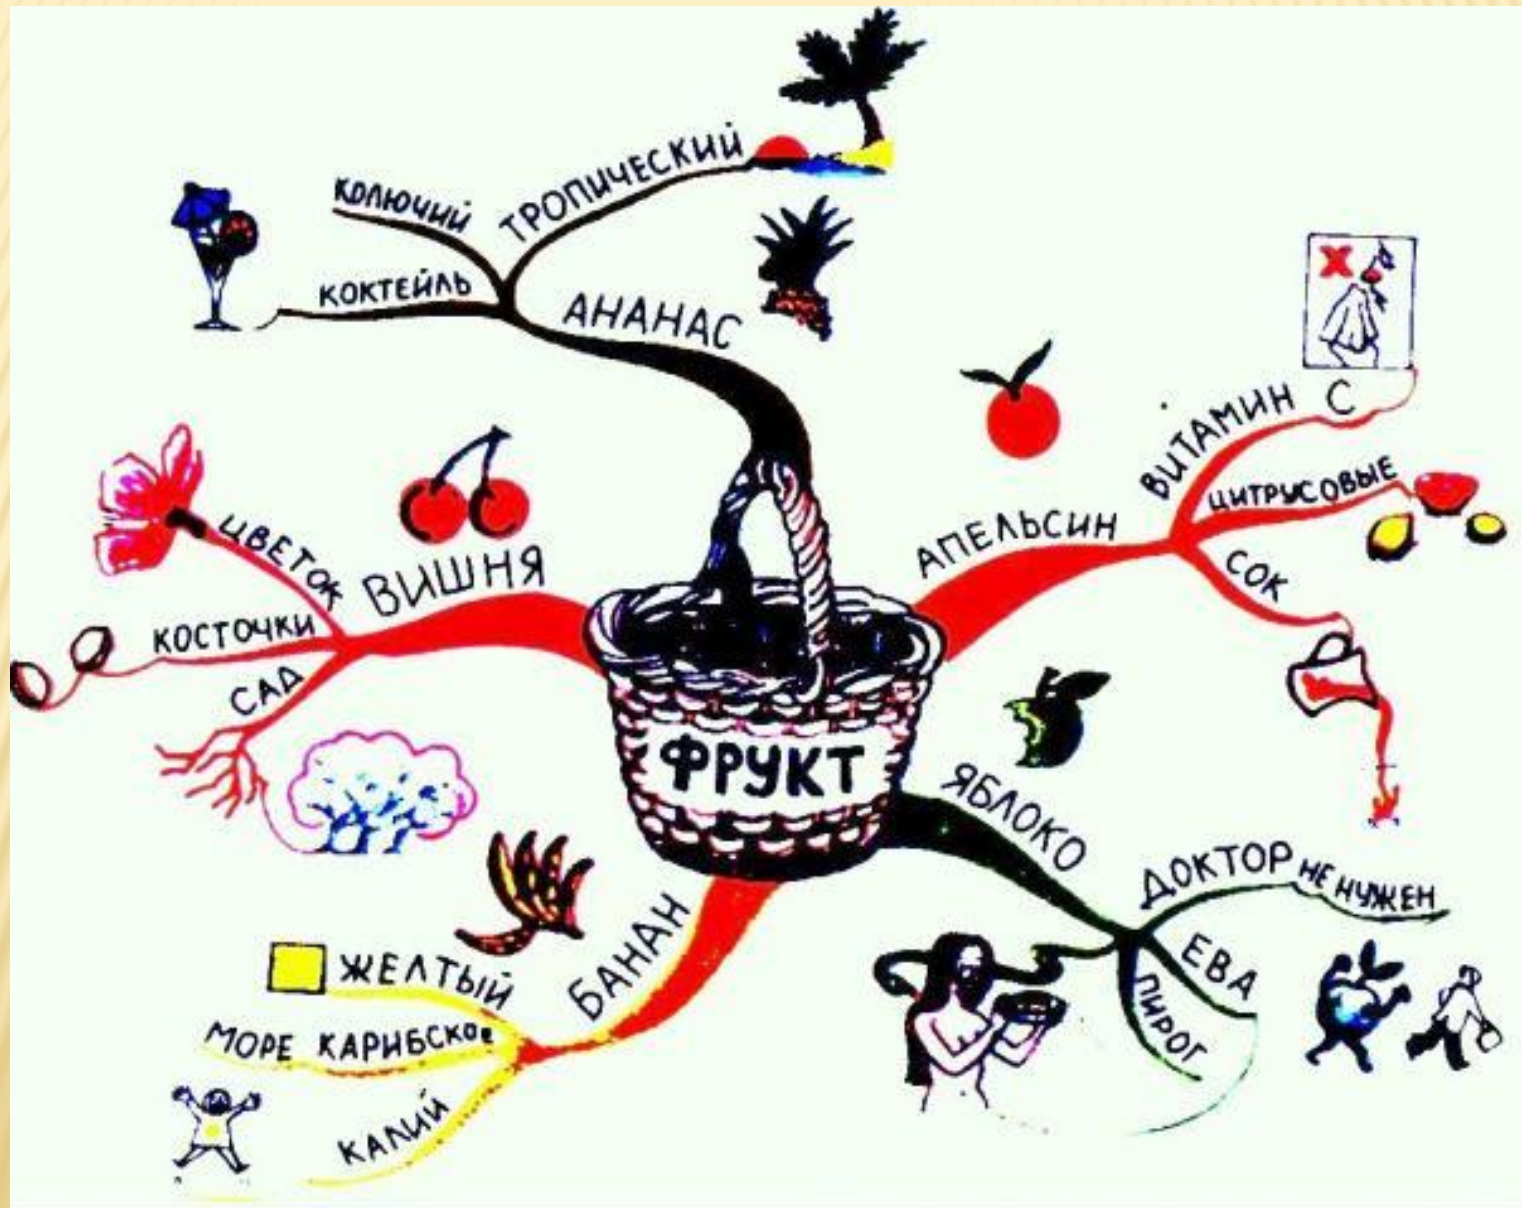 ФРУКТ
АНАНАС
ТРОПИЧЕСКИЙ
КОЛЮЧИЙ
КОКТЕЙЛЬ
АПЕЛЬСИН
ВИТАМИН С
ЦИТРУСОВЫЕ
СОК
ЯБЛОКО
ДОКТОР НЕ НУЖЕН
ЕВА
ПИРОГ
БАНАН
ЖЕЛТЫЙ
МОРЕ КАРИБСКОЕ
КАЛИЙ
ВИШНЯ
ЦВЕТОК
КОСТОЧКИ
САД